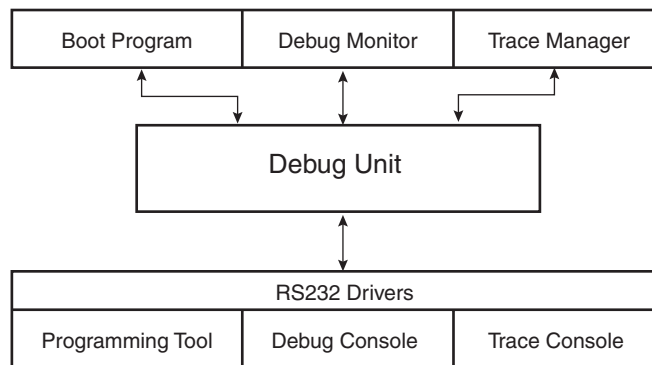 Boot Program Debug Monitor Trace Manager
Debug Unit
RS232 Drivers
Programming Tool Debug Console Trace Console